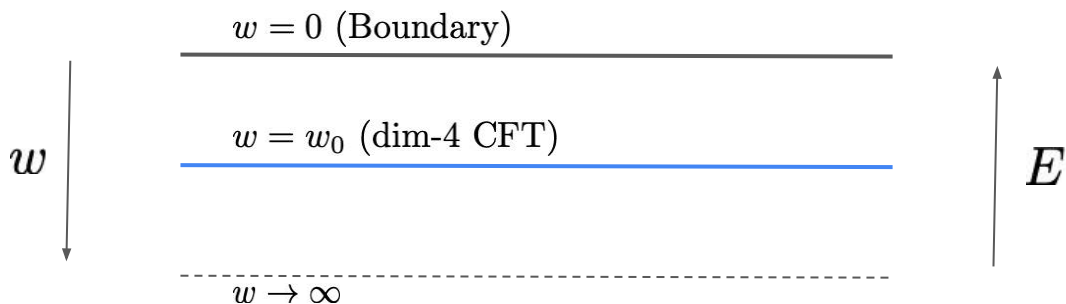 w = 0 (Boundary)
w = w₀ (dim-4 CFT)
w
E
w → ∞